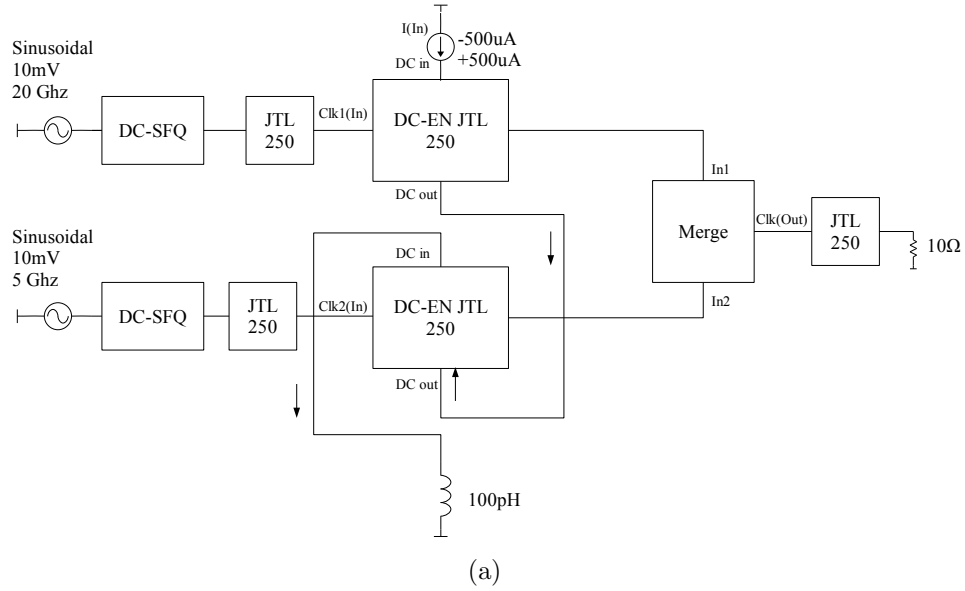 I(In)
-500uA
+500uA
DC in
Sinusoidal
10mV
20 Ghz
DC-SFQ
JTL
250
Clk1(In)
DC-EN JTL
250
DC out
In1
Merge
Clk(Out)
JTL
250
10Ω
In2
Sinusoidal
10mV
5 Ghz
DC-SFQ
JTL
250
Clk2(In)
DC in
DC-EN JTL
250
DC out
100pH
(a)